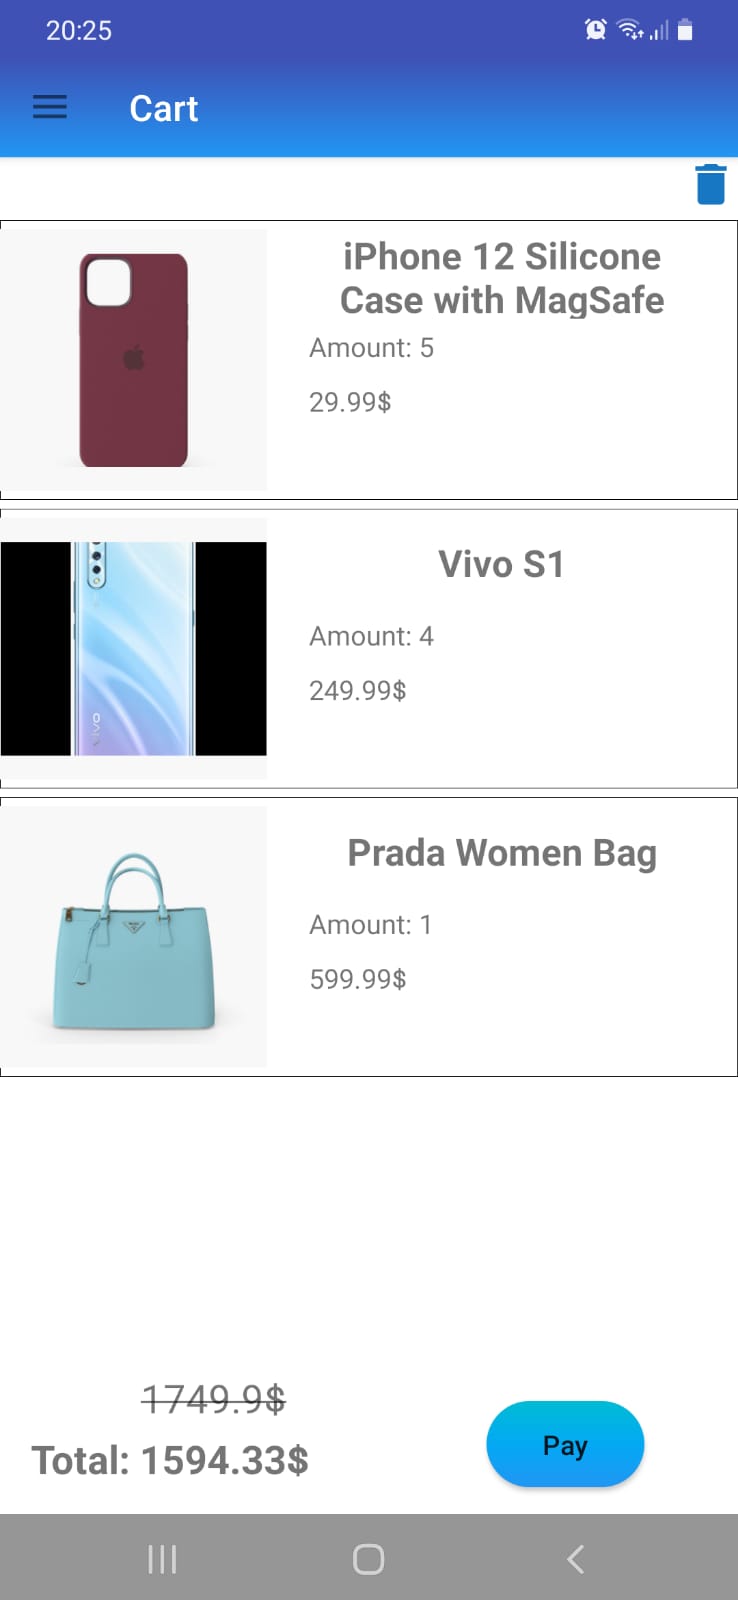 20:25
Cart
iPhone 12 Silicone
Case with MagSafe
Amount: 5
29.99$
vivo
Vivo S1
Amount: 4
249.99$
Prada Women Bag
Amount: 1
599.99$
1749.9$
Total: 1594.33$
Pay